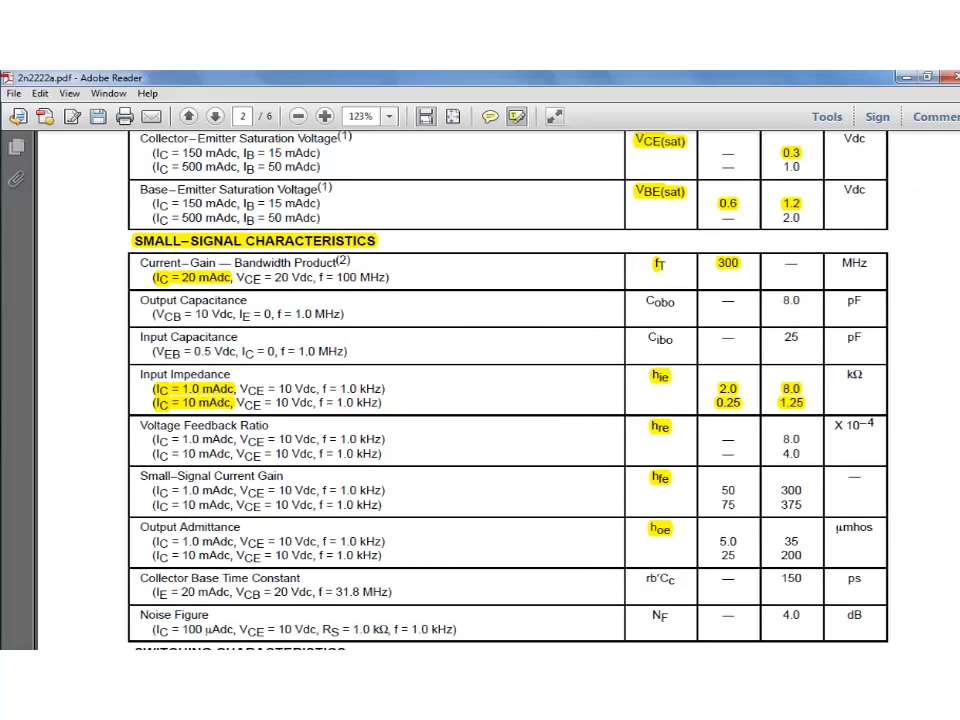 2n2222a.pdf - Adobe Reader
File Edit View Window Help
2 / 6 123% Tools Sign Commen
Collector–Emitter Saturation Voltage(1) VCE(sat) Vdc
(IC = 150 mAdc, IB = 15 mAdc) — 0.3
(IC = 500 mAdc, IB = 50 mAdc) — 1.0
Base–Emitter Saturation Voltage(1) VBE(sat) Vdc
(IC = 150 mAdc, IB = 15 mAdc) 0.6 1.2
(IC = 500 mAdc, IB = 50 mAdc) — 2.0
SMALL–SIGNAL CHARACTERISTICS
Current–Gain — Bandwidth Product(2) fT 300 — MHz
(IC = 20 mAdc, VCE = 20 Vdc, f = 100 MHz)
Output Capacitance Cobo — 8.0 pF
(VCB = 10 Vdc, IE = 0, f = 1.0 MHz)
Input Capacitance Cibo — 25 pF
(VEB = 0.5 Vdc, IC = 0, f = 1.0 MHz)
Input Impedance hie kΩ
(IC = 1.0 mAdc, VCE = 10 Vdc, f = 1.0 kHz) 2.0 8.0
(IC = 10 mAdc, VCE = 10 Vdc, f = 1.0 kHz) 0.25 1.25
Voltage Feedback Ratio hre X 10–4
(IC = 1.0 mAdc, VCE = 10 Vdc, f = 1.0 kHz) — 8.0
(IC = 10 mAdc, VCE = 10 Vdc, f = 1.0 kHz) — 4.0
Small–Signal Current Gain hfe —
(IC = 1.0 mAdc, VCE = 10 Vdc, f = 1.0 kHz) 50 300
(IC = 10 mAdc, VCE = 10 Vdc, f = 1.0 kHz) 75 375
Output Admittance hoe µmhos
(IC = 1.0 mAdc, VCE = 10 Vdc, f = 1.0 kHz) 5.0 35
(IC = 10 mAdc, VCE = 10 Vdc, f = 1.0 kHz) 25 200
Collector Base Time Constant rb′Cc — 150 ps
(IE = 20 mAdc, VCB = 20 Vdc, f = 31.8 MHz)
Noise Figure NF — 4.0 dB
(IC = 100 µAdc, VCE = 10 Vdc, RS = 1.0 kΩ, f = 1.0 kHz)
SWITCHING CHARACTERISTICS